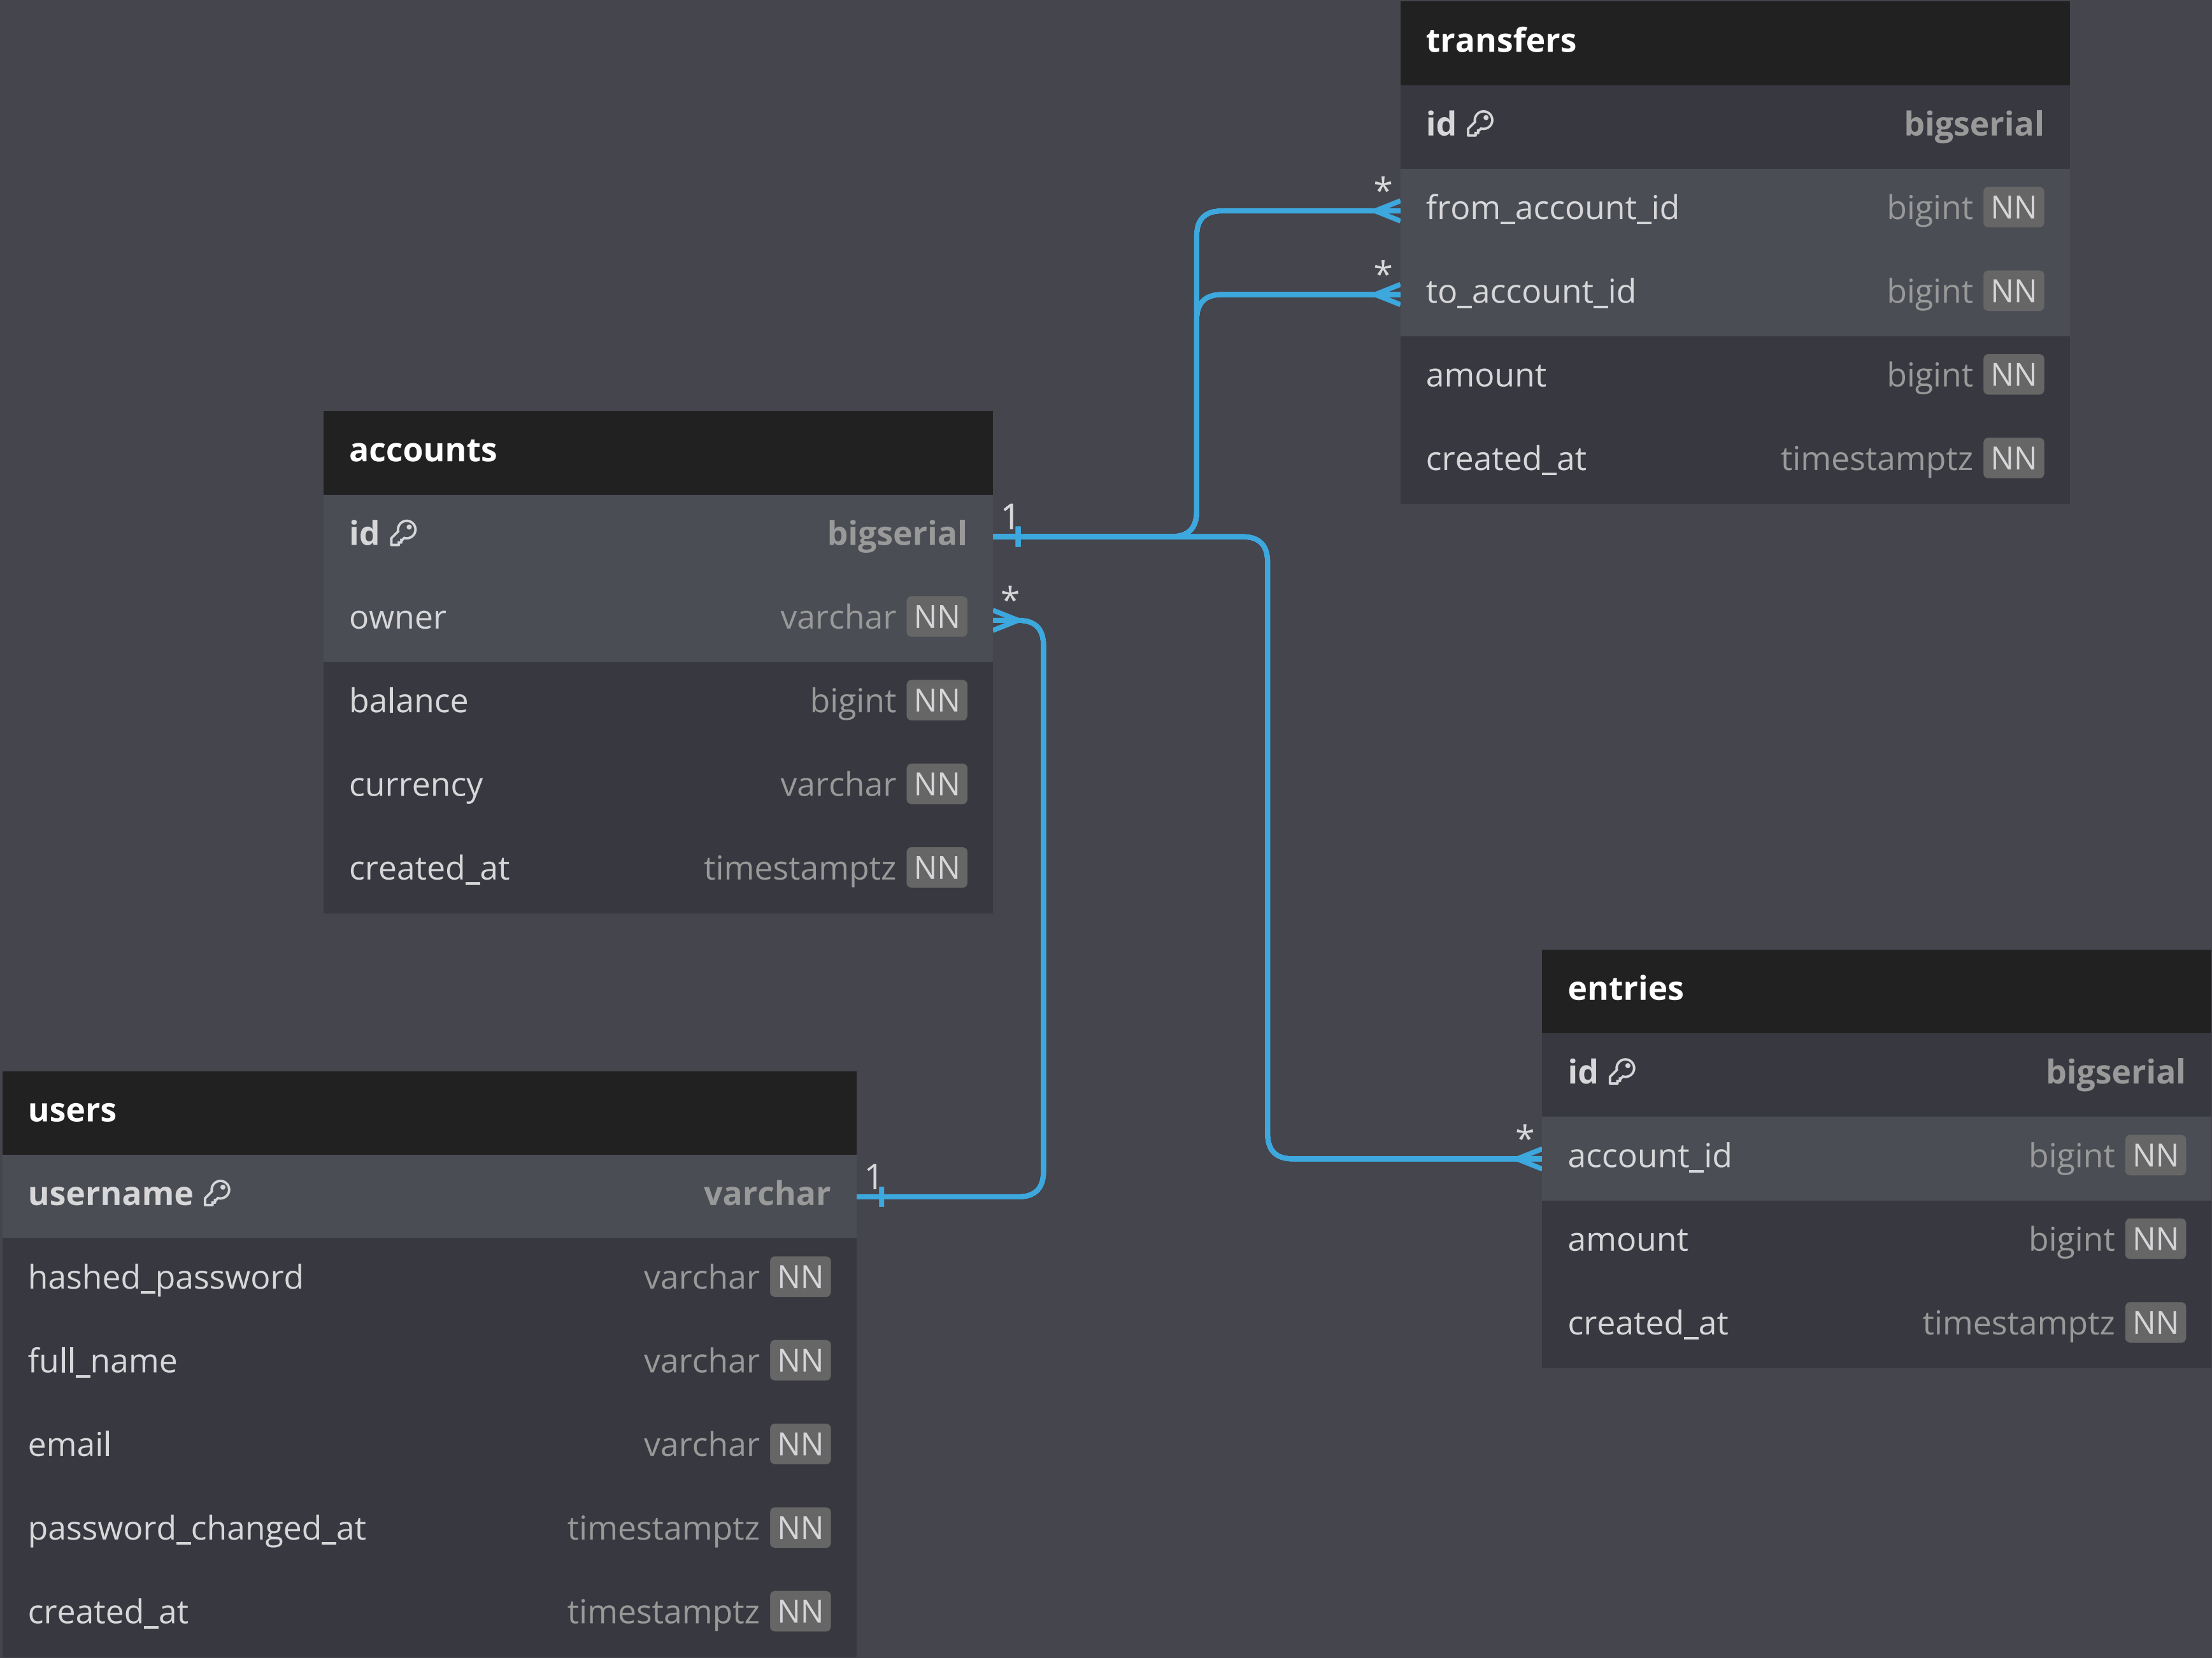 transfers
id bigserial
* from_account_id bigint NN
* to_account_id bigint NN
amount bigint NN
created_at timestamptz NN
accounts
id bigserial 1
owner varchar NN *
balance bigint NN
currency varchar NN
created_at timestamptz NN
entries
id bigserial
* account_id bigint NN
amount bigint NN
created_at timestamptz NN
users
username varchar 1
hashed_password varchar NN
full_name varchar NN
email varchar NN
password_changed_at timestamptz NN
created_at timestamptz NN